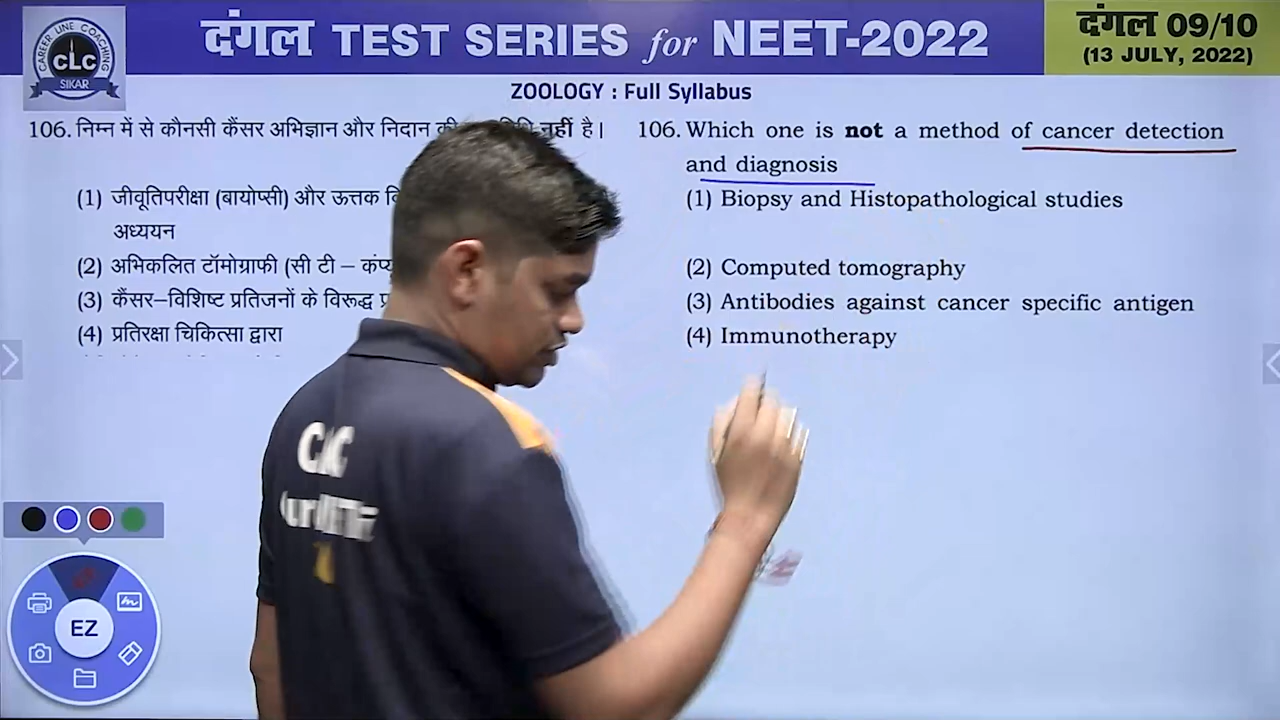 दंगल TEST SERIES for NEET-2022
दंगल 09/10
(13 JULY, 2022)
CAREER LINE COACHING
CLC
SIKAR
ZOOLOGY : Full Syllabus
106. निम्न में से कौनसी कैंसर अभिज्ञान और निदान की नहीं है।
(1) जीवूतिपरीक्षा (बायोप्सी) और ऊत्तक
अध्ययन
(2) अभिकलित टॉमोग्राफी (सी टी –
(3) कैंसर–विशिष्ट प्रतिजनों के विरूद्ध
(4) प्रतिरक्षा चिकित्सा द्वारा
106. Which one is not a method of cancer detection
and diagnosis
(1) Biopsy and Histopathological studies
(2) Computed tomography
(3) Antibodies against cancer specific antigen
(4) Immunotherapy
EZ